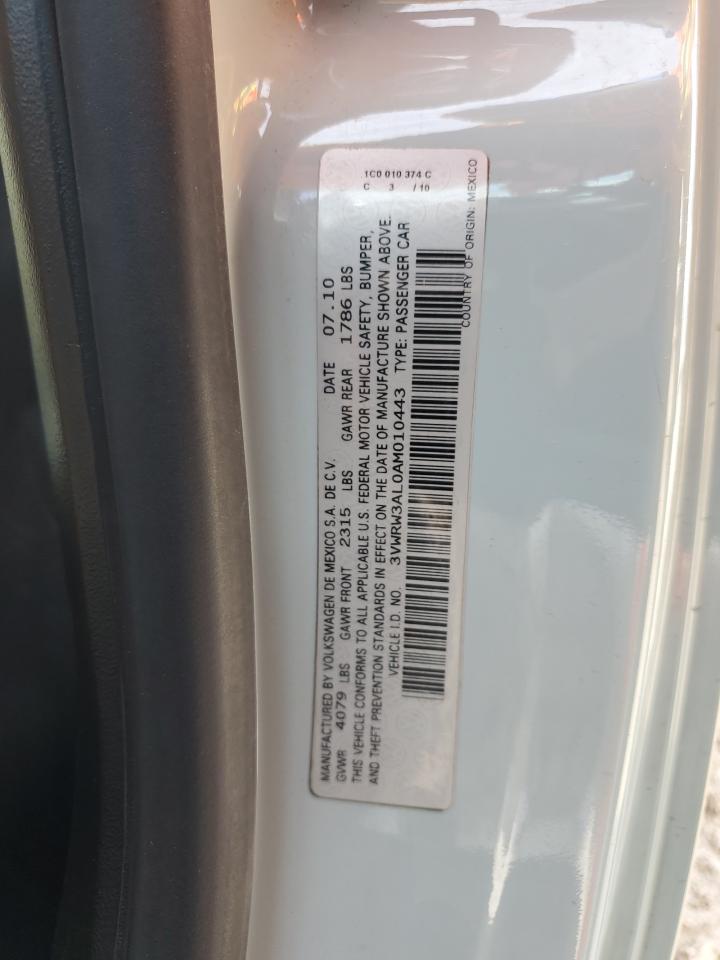 MANUFACTURED BY VOLKSWAGEN DE MEXICO S.A. DE C.V. DATE 07.10
GVWR 4079 LBS GAWR FRONT 2315 LBS GAWR REAR 1786 LBS
THIS VEHICLE CONFORMS TO ALL APPLICABLE U.S. FEDERAL MOTOR VEHICLE SAFETY, BUMPER,
AND THEFT PREVENTION STANDARDS IN EFFECT ON THE DATE OF MANUFACTURE SHOWN ABOVE.
VEHICLE I.D. NO. 3VWRW3AL0AM010443 TYPE: PASSENGER CAR
COUNTRY OF ORIGIN: MEXICO
1C0 010 374 C
C 3 / 10